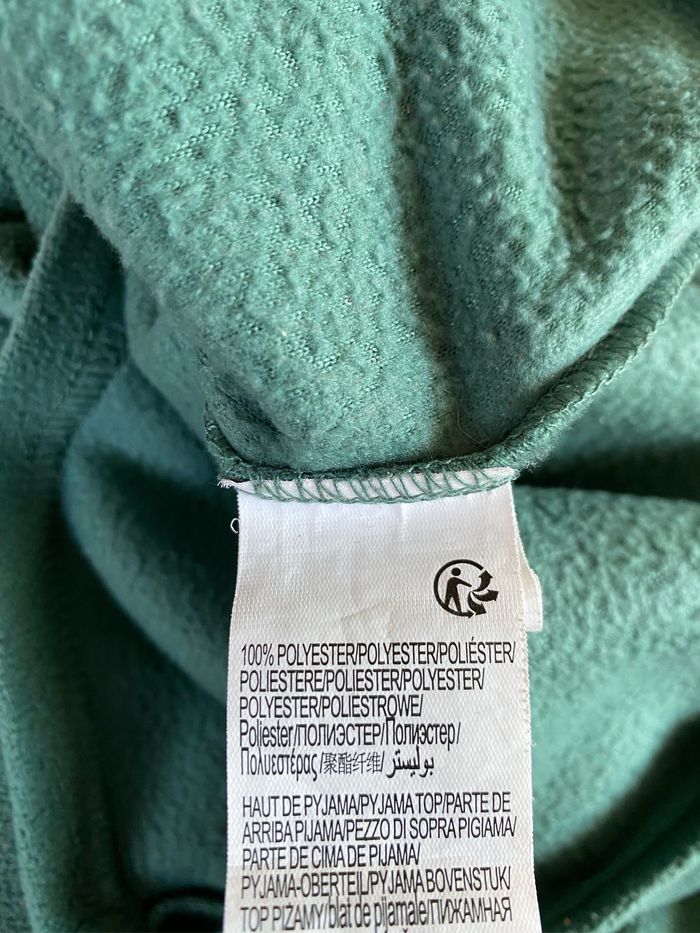 100% POLYESTER/POLYESTER/POLIÉSTER/
POLIESTERE/POLIESTER/POLYESTER/
POLYESTER/POLIESTROWE/
Poliester/ПОЛИЭСТЕР/Полиэстер/
Πολυεστέρας/聚酯纤维/بوليستر/
HAUT DE PYJAMA/PYJAMA TOP/PARTE DE
ARRIBA PIJAMA/PEZZO DI SOPRA PIGIAMA/
PARTE DE CIMA DE PIJAMA/
PYJAMA-OBERTEIL/PYJAMA BOVENSTUK/
TOP PIŻAMY/blat de pijamale/ПИЖАМНАЯ